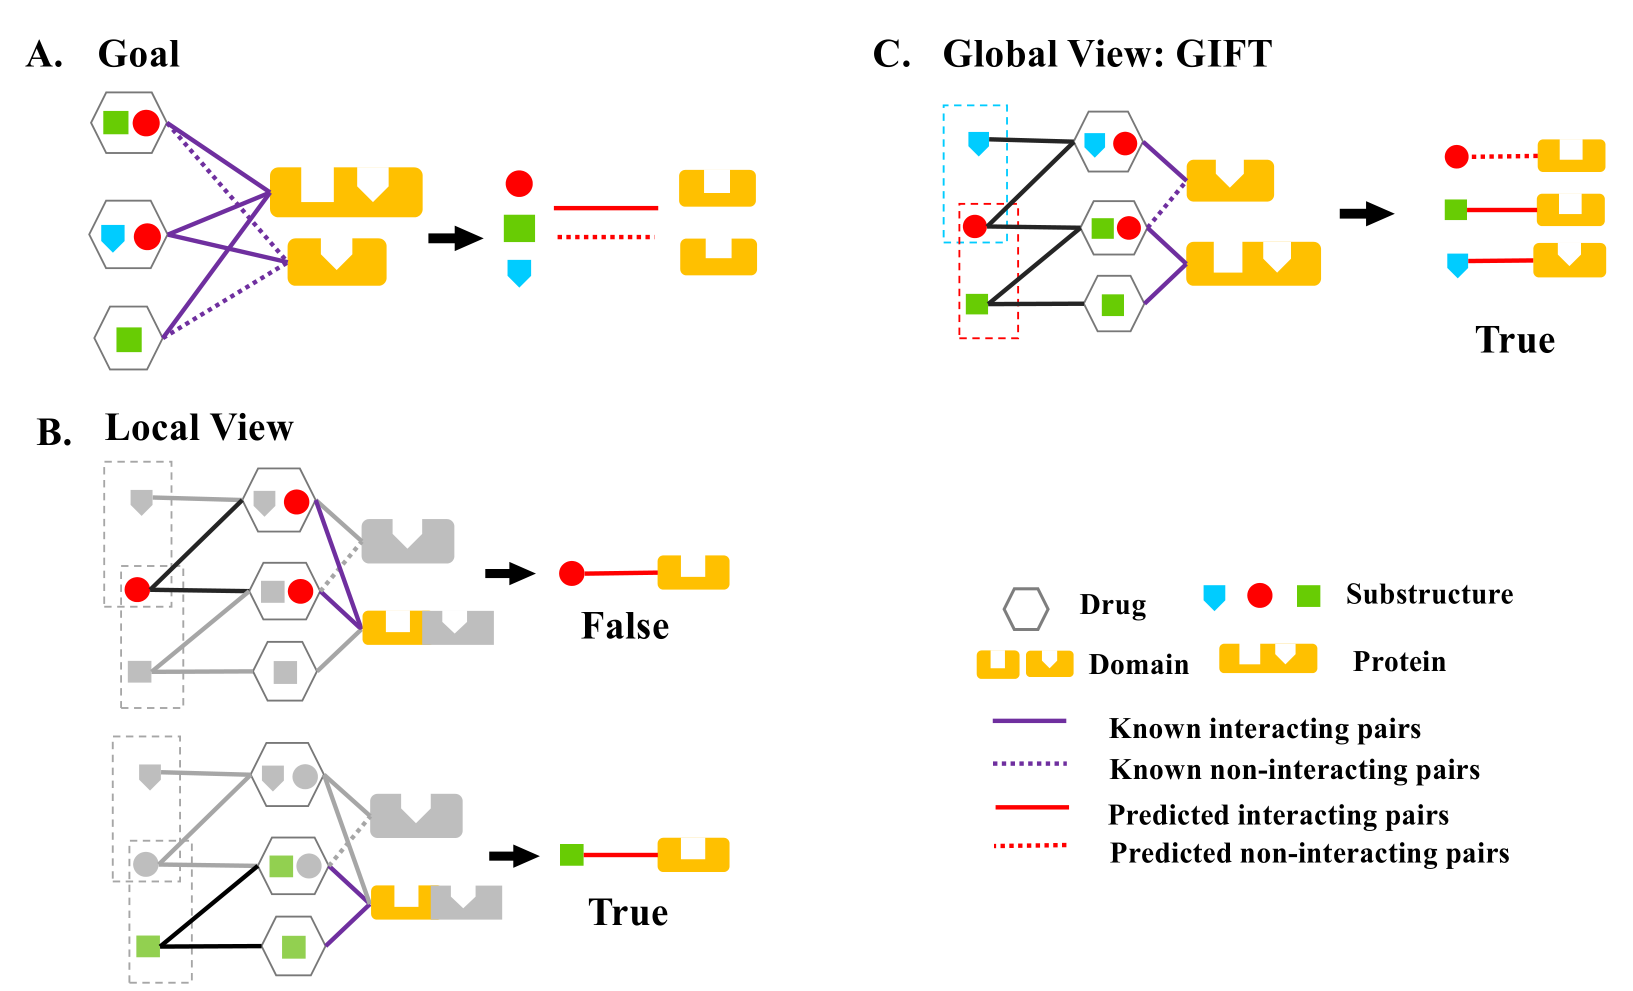 A. Goal
C. Global View: GIFT
True
B. Local View
False
True
Drug
Substructure
Domain
Protein
Known interacting pairs
Known non-interacting pairs
Predicted interacting pairs
Predicted non-interacting pairs